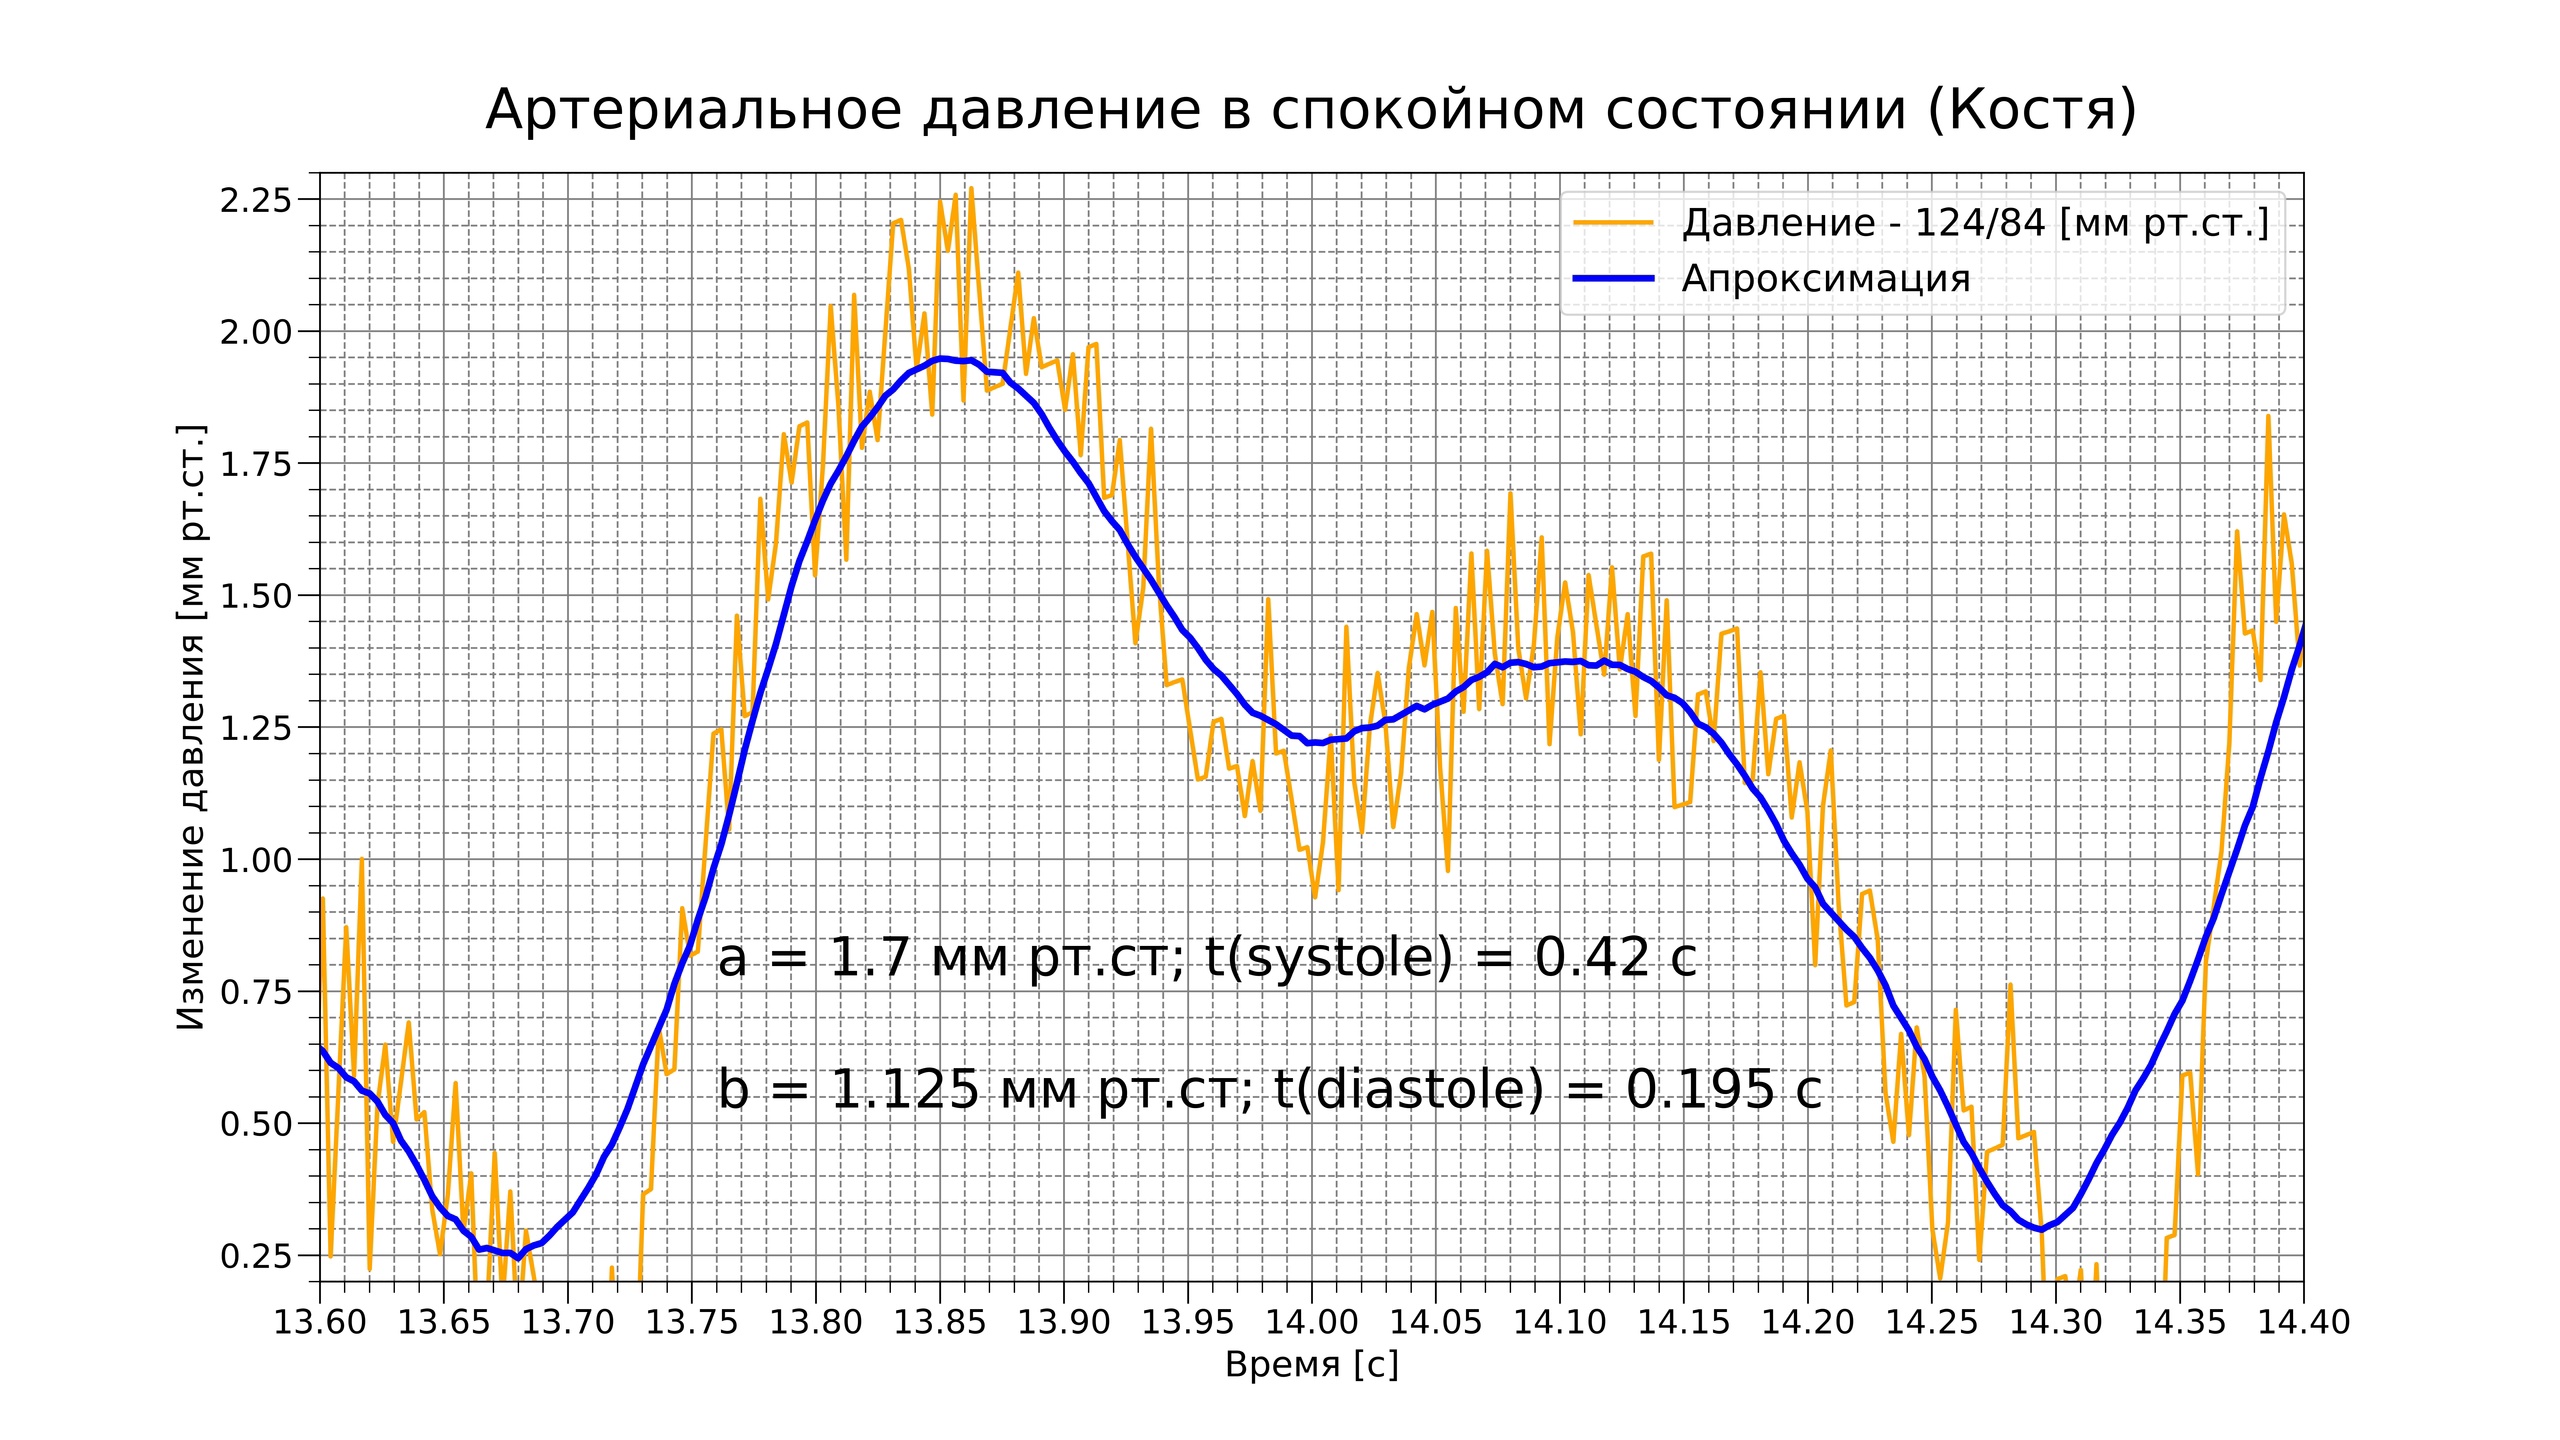 Артериальное давление в спокойном состоянии (Костя)
Давление - 124/84 [мм рт.ст.]
Апроксимация
Изменение давления [мм рт.ст.]
2.25
2.00
1.75
1.50
1.25
1.00
0.75
0.50
0.25
a = 1.7 мм рт.ст; t(systole) = 0.42 с
b = 1.125 мм рт.ст; t(diastole) = 0.195 с
13.60 13.65 13.70 13.75 13.80 13.85 13.90 13.95 14.00 14.05 14.10 14.15 14.20 14.25 14.30 14.35 14.40
Время [с]